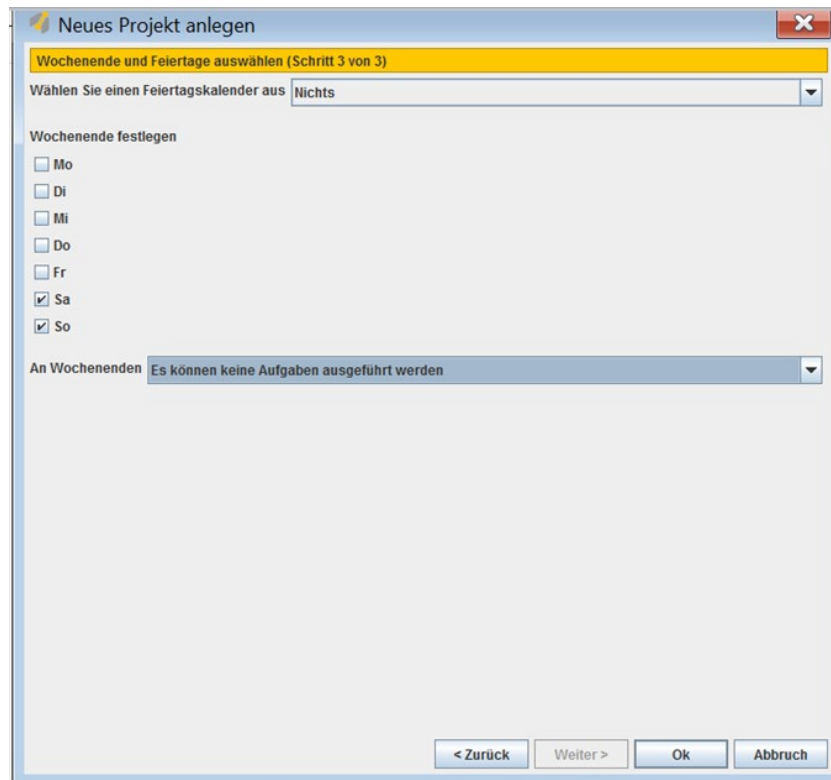 Neues Projekt anlegen
Wochenende und Feiertage auswählen (Schritt 3 von 3)
Wählen Sie einen Feiertagskalender aus Nichts
Wochenende festlegen
Mo
Di
Mi
Do
Fr
Sa
So
An Wochenenden Es können keine Aufgaben ausgeführt werden
< Zurück Weiter > Ok Abbruch